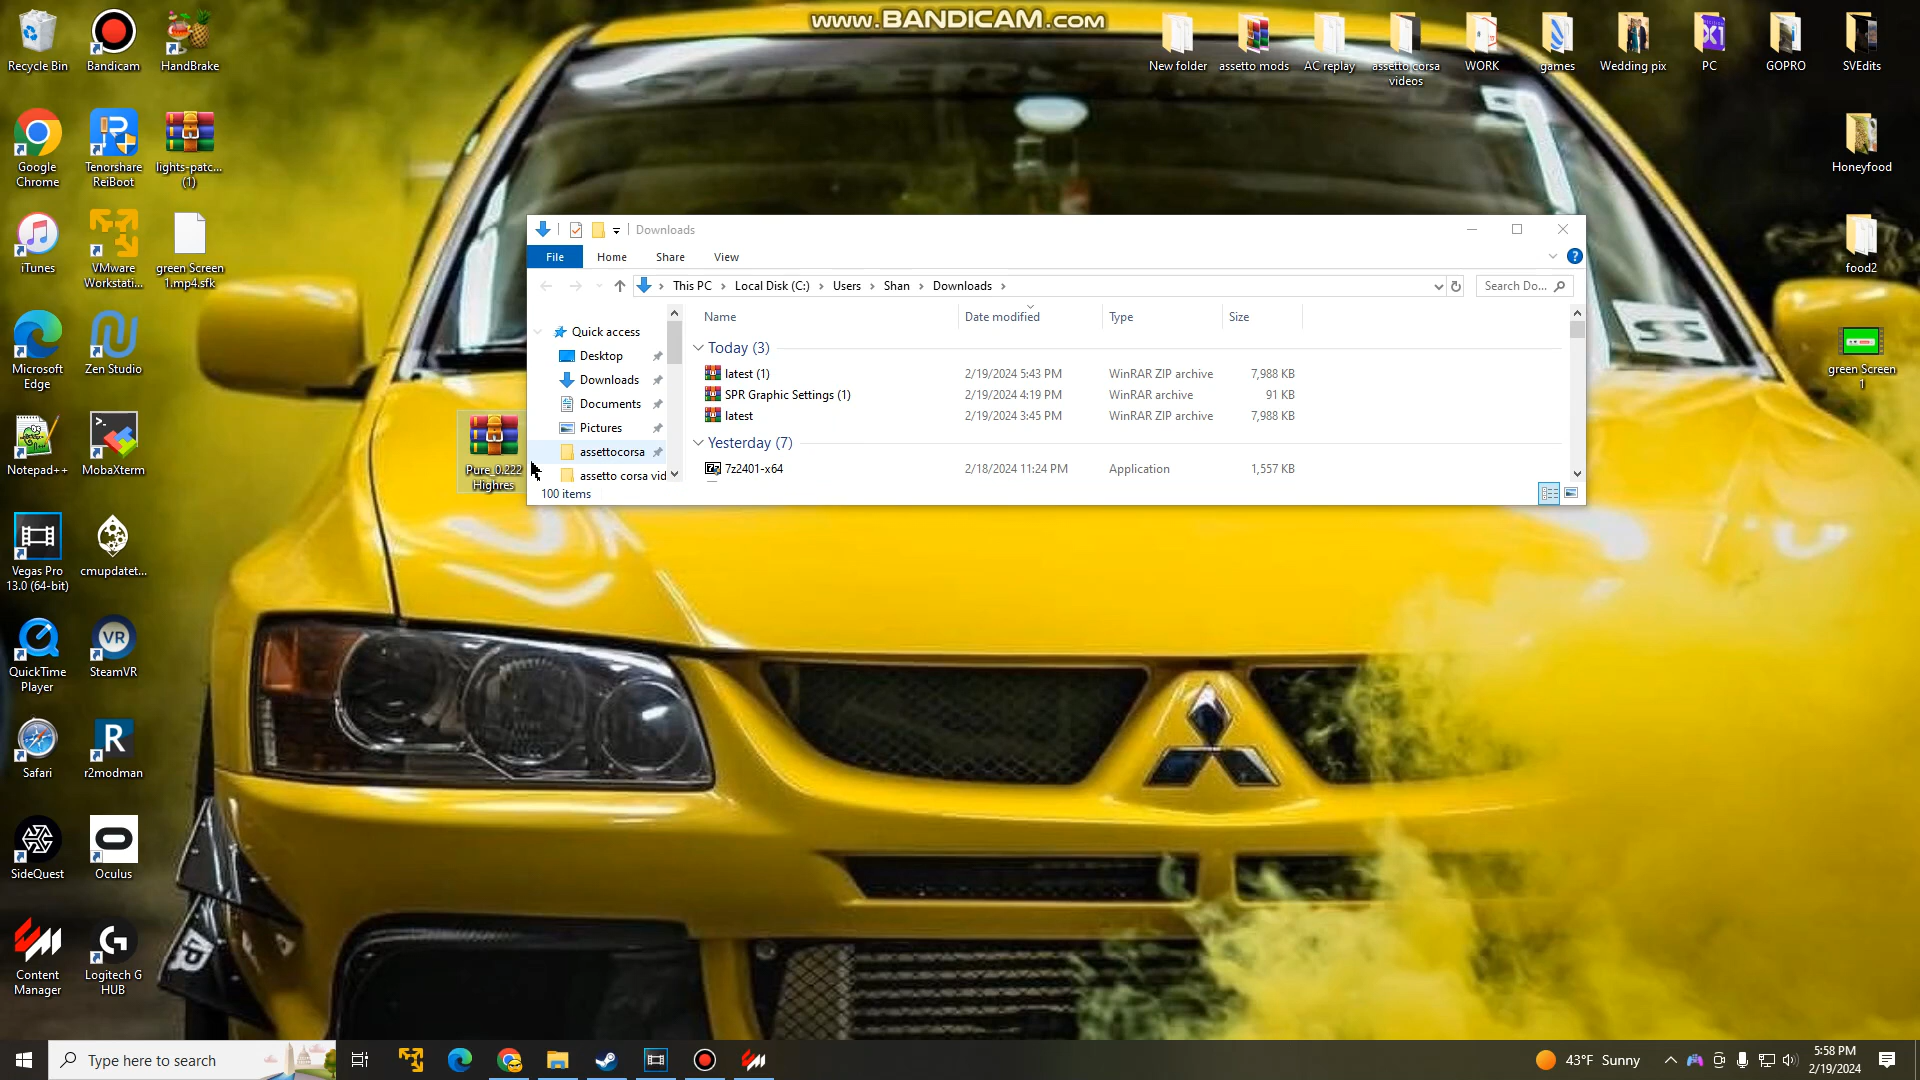 www.BANDICAM.com
Recycle Bin
Bandicam
HandBrake
New folder
assetto mods
AC replay
assetto corsa
videos
WORK
games
Wedding pix
PC
GOPRO
SVEdits
Google
Chrome
Tenorshare
ReiBoot
lights-patc...
(1)
Honeyfood
iTunes
VMware
Workstati...
green Screen
1.mp4.sfk
food2
Microsoft
Edge
Zen Studio
green Screen
1
Notepad++
MobaXterm
Pure_0.222
Highres
Vegas Pro
13.0 (64-bit)
cmupdatet...
QuickTime
Player
SteamVR
Safari
r2modman
SideQuest
Oculus
Content
Manager
Logitech G
HUB
Downloads
File Home Share View
This PC Local Disk (C:) Users Shan Downloads
Search Do...
Quick access
Desktop
Downloads
Documents
Pictures
assettocorsa
assetto corsa vid
Name Date modified Type Size
Today (3)
latest (1) 2/19/2024 5:43 PM WinRAR ZIP archive 7,988 KB
SPR Graphic Settings (1) 2/19/2024 4:19 PM WinRAR archive 91 KB
latest 2/19/2024 3:45 PM WinRAR ZIP archive 7,988 KB
Yesterday (7)
7z2401-x64 2/18/2024 11:24 PM Application 1,557 KB
100 items
Type here to search
43°F Sunny
5:58 PM
2/19/2024